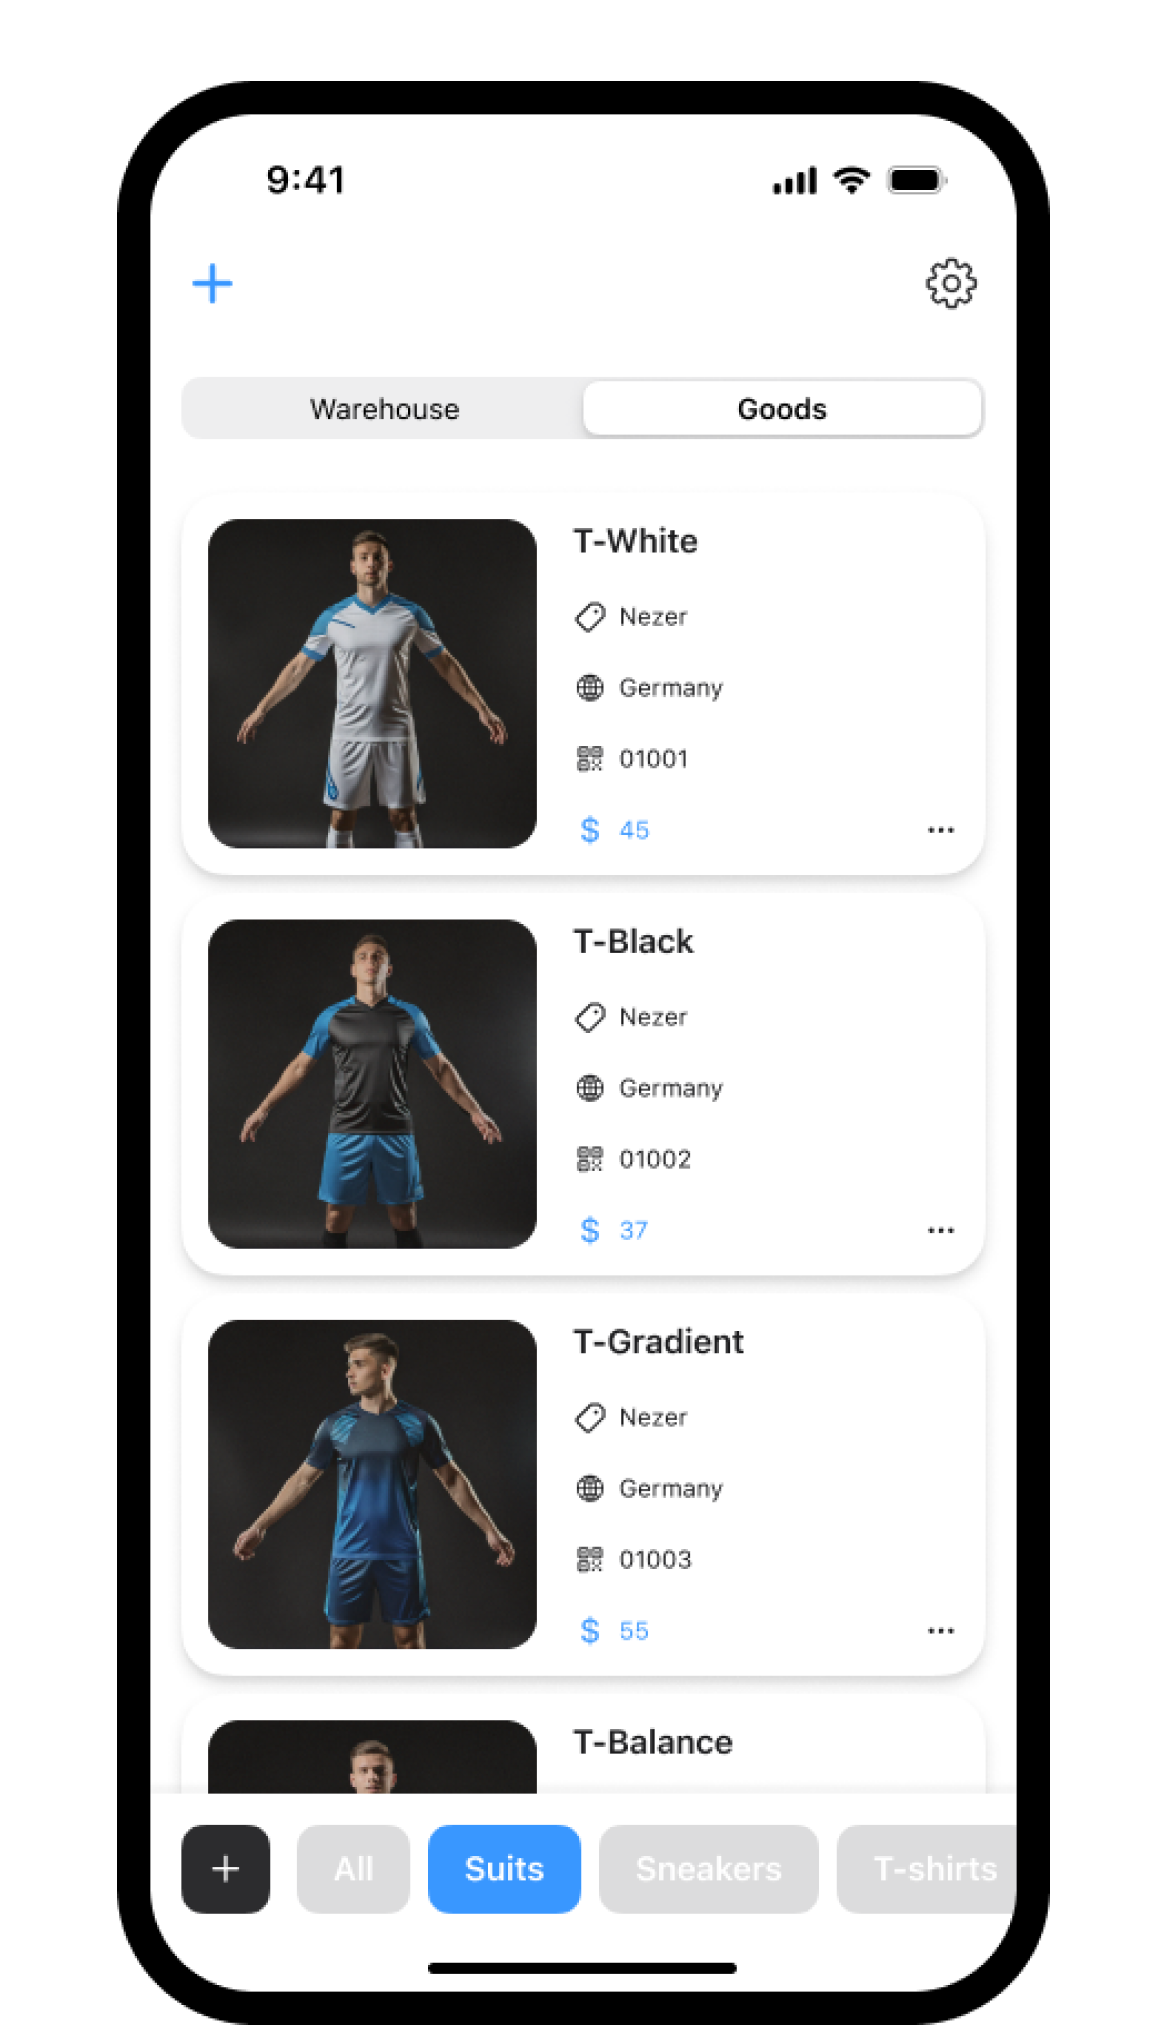 9:41
Warehouse Goods
T-White
Nezer
Germany
01001
$ 45
T-Black
Nezer
Germany
01002
$ 37
T-Gradient
Nezer
Germany
01003
$ 55
T-Balance
All Suits Sneakers T-shirts